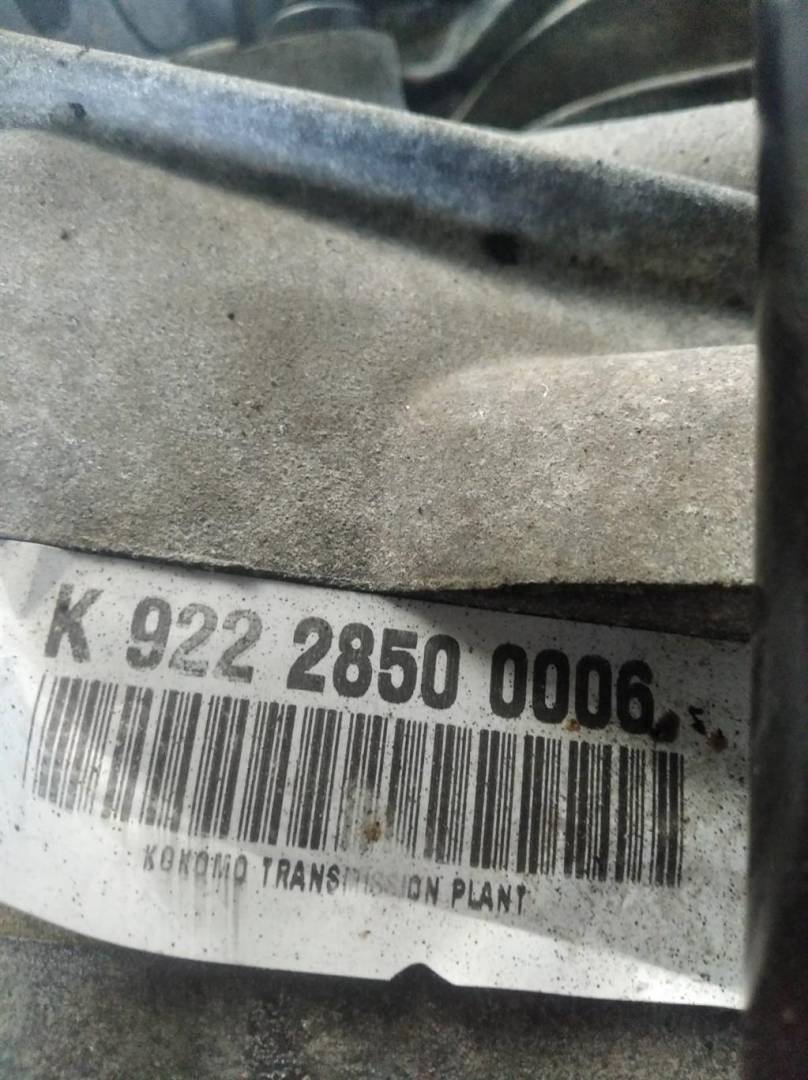 K 922 2850 0006
KOKOMO TRANSMISSION PLANT